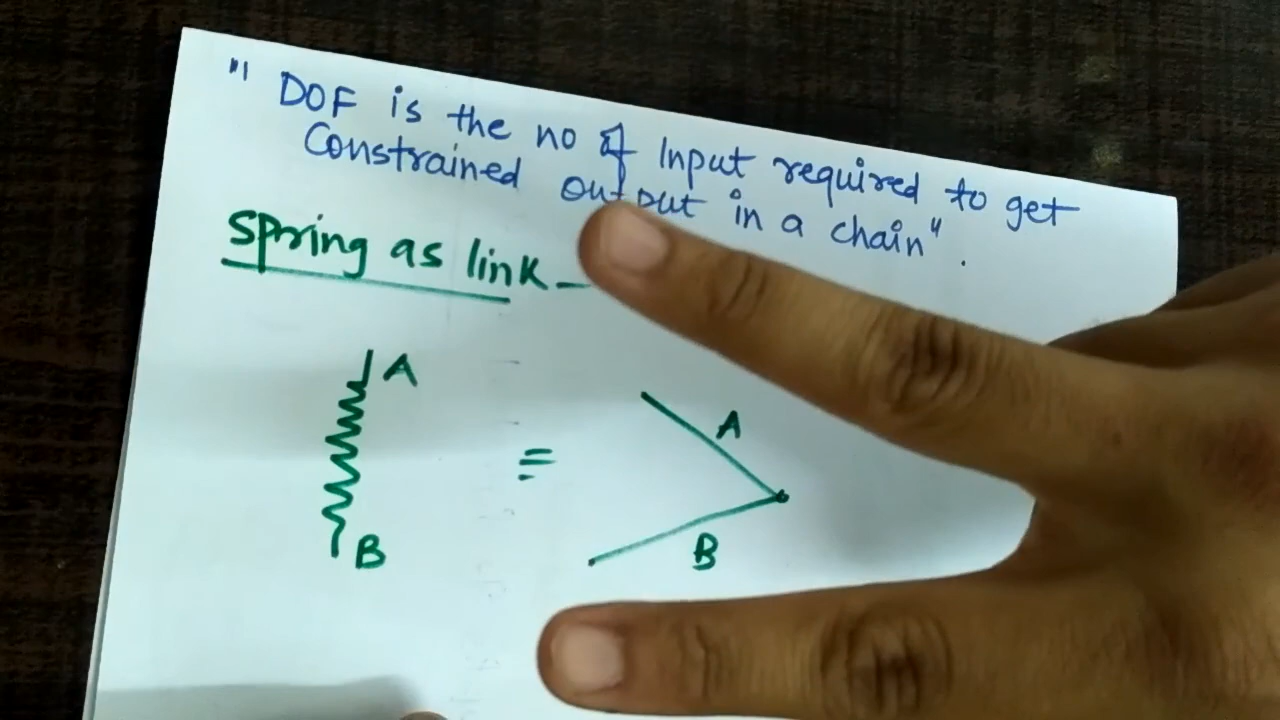 "DOF is the no of Input required to get
Constrained output in a chain".
Spring as link -
A
B
=
A
B